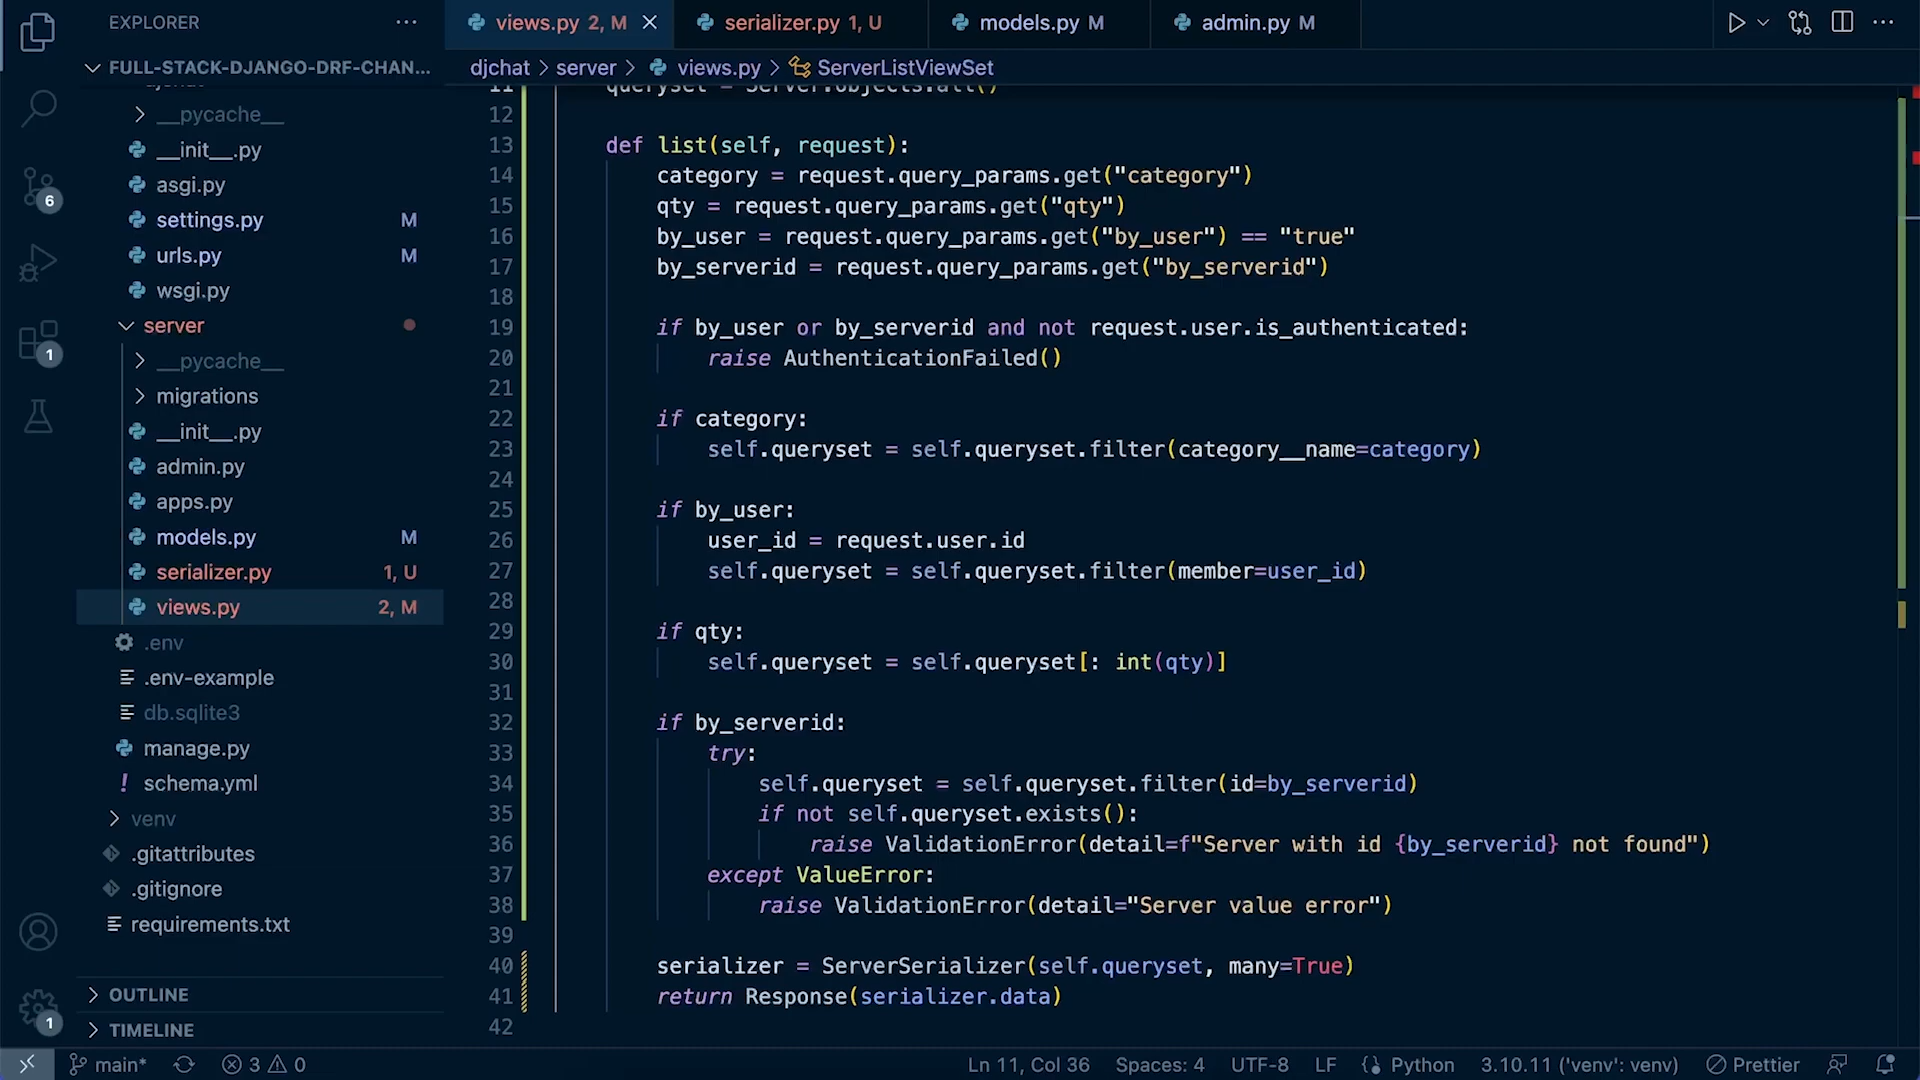 EXPLORER
FULL-STACK-DJANGO-DRF-CHAN...
djchat
__pycache__
__init__.py
asgi.py
settings.py M
urls.py M
wsgi.py
server
__pycache__
migrations
__init__.py
admin.py
apps.py
models.py M
serializer.py 1, U
views.py 2, M
.env
.env-example
db.sqlite3
manage.py
schema.yml
venv
.gitattributes
.gitignore
requirements.txt
OUTLINE
TIMELINE
6
1
1
views.py 2, M
serializer.py 1, U
models.py M
admin.py M
djchat > server > views.py > ServerListViewSet
11 queryset = Server.objects.all()
12
13 def list(self, request):
14 category = request.query_params.get("category")
15 qty = request.query_params.get("qty")
16 by_user = request.query_params.get("by_user") == "true"
17 by_serverid = request.query_params.get("by_serverid")
18
19 if by_user or by_serverid and not request.user.is_authenticated:
20 raise AuthenticationFailed()
21
22 if category:
23 self.queryset = self.queryset.filter(category__name=category)
24
25 if by_user:
26 user_id = request.user.id
27 self.queryset = self.queryset.filter(member=user_id)
28
29 if qty:
30 self.queryset = self.queryset[: int(qty)]
31
32 if by_serverid:
33 try:
34 self.queryset = self.queryset.filter(id=by_serverid)
35 if not self.queryset.exists():
36 raise ValidationError(detail=f"Server with id {by_serverid} not found")
37 except ValueError:
38 raise ValidationError(detail="Server value error")
39
40 serializer = ServerSerializer(self.queryset, many=True)
41 return Response(serializer.data)
42
main* 3 0 Ln 11, Col 36 Spaces: 4 UTF-8 LF Python 3.10.11 ('venv': venv) Prettier